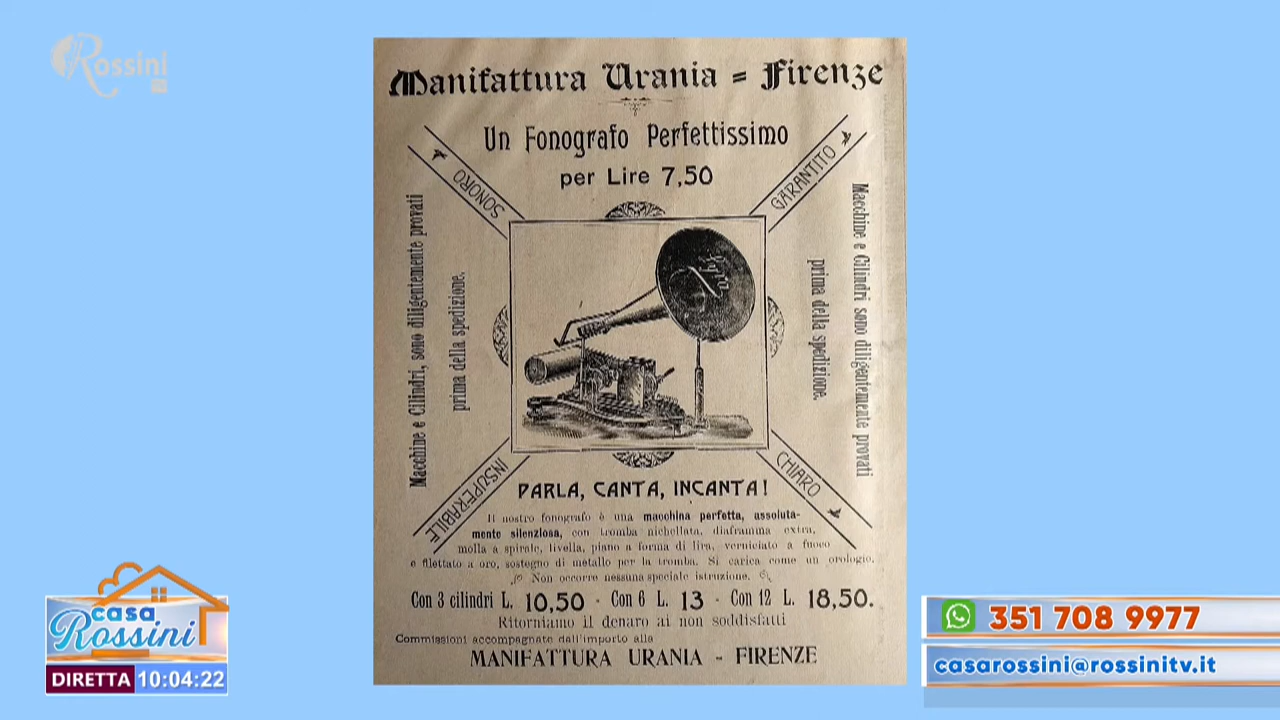 Rossini
TV
Manifattura Urania = Firenze
Un Fonografo Perfettissimo
per Lire 7,50
SONORO
GARANTITO
Macchine e Cilindri, sono diligentemente provati
prima della spedizione.
Macchine e Cilindri sono diligentemente provati
prima della spedizione.
INSUPERABILE
CHIARO
PARLA, CANTA, INCANTA!
Il nostro fonografo è una macchina perfetta, assoluta-
mente silenziosa, con tromba nichellata, diaframma extra,
molla a spirale, livella, piano a forma di lira, verniciato a fuoco
e filettato a oro, sostegno di metallo per la tromba. Si carica come un orologio.
Non occorre nessuna speciale istruzione.
Con 3 cilindri L. 10,50 - Con 6 L. 13 - Con 12 L. 18,50.
Ritorniamo il denaro ai non soddisfatti
Commissioni accompagnate dall'importo alla
MANIFATTURA URANIA - FIRENZE
casa
Rossini
DIRETTA 10:04:22
351 708 9977
casarossini@rossinitv.it